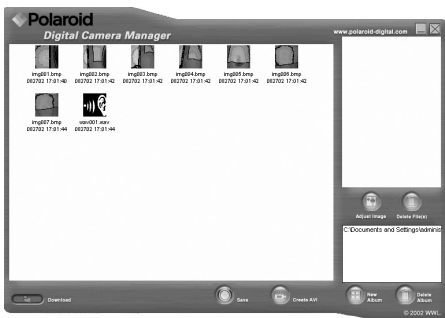 Polaroid
Digital Camera Manager
www.polaroid-digital.com
img001.bmp img002.bmp img003.bmp img004.bmp img005.bmp img006.bmp
002702 17:01:40 002702 17:01:42 002702 17:01:42 002702 17:01:42 002702 17:01:42 002702 17:01:42
img007.bmp wav001.wav
002702 17:01:44 002702 17:01:44
Adjust Image Delete File(s)
C:\Documents and Settings\adminis
Download Save Create AVI New Album Delete Album
© 2002 WWL